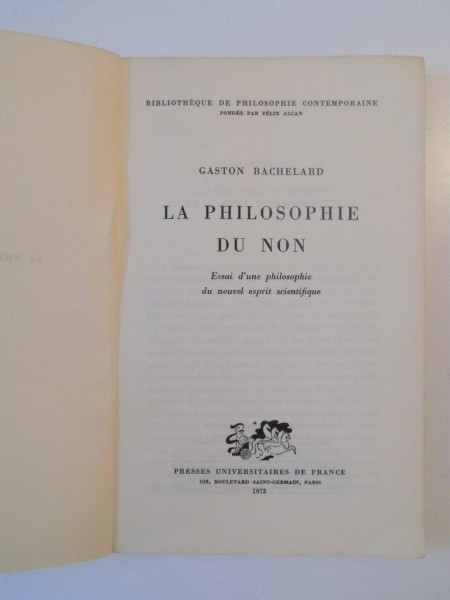 BIBLIOTHÈQUE DE PHILOSOPHIE CONTEMPORAINE
FONDÉE PAR FÉLIX ALCAN
GASTON BACHELARD
LA PHILOSOPHIE
DU NON
Essai d'une philosophie
du nouvel esprit scientifique
PRESSES UNIVERSITAIRES DE FRANCE
108, BOULEVARD SAINT-GERMAIN, PARIS
1973